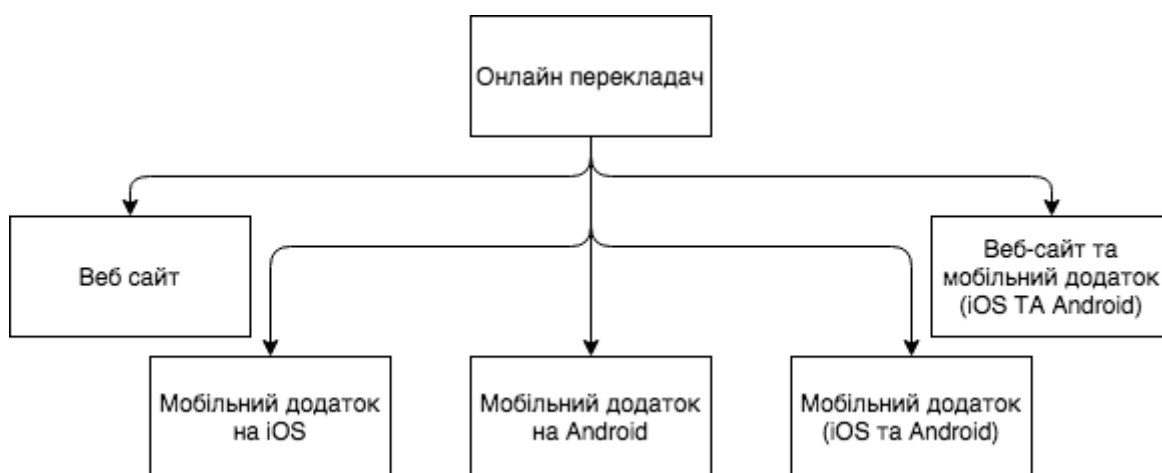 Онлайн перекладач
Веб сайт
Веб-сайт та
мобільний додаток
(iOS ТА Android)
Мобільний додаток
на iOS
Мобільний додаток
на Android
Мобільний додаток
(iOS та Android)